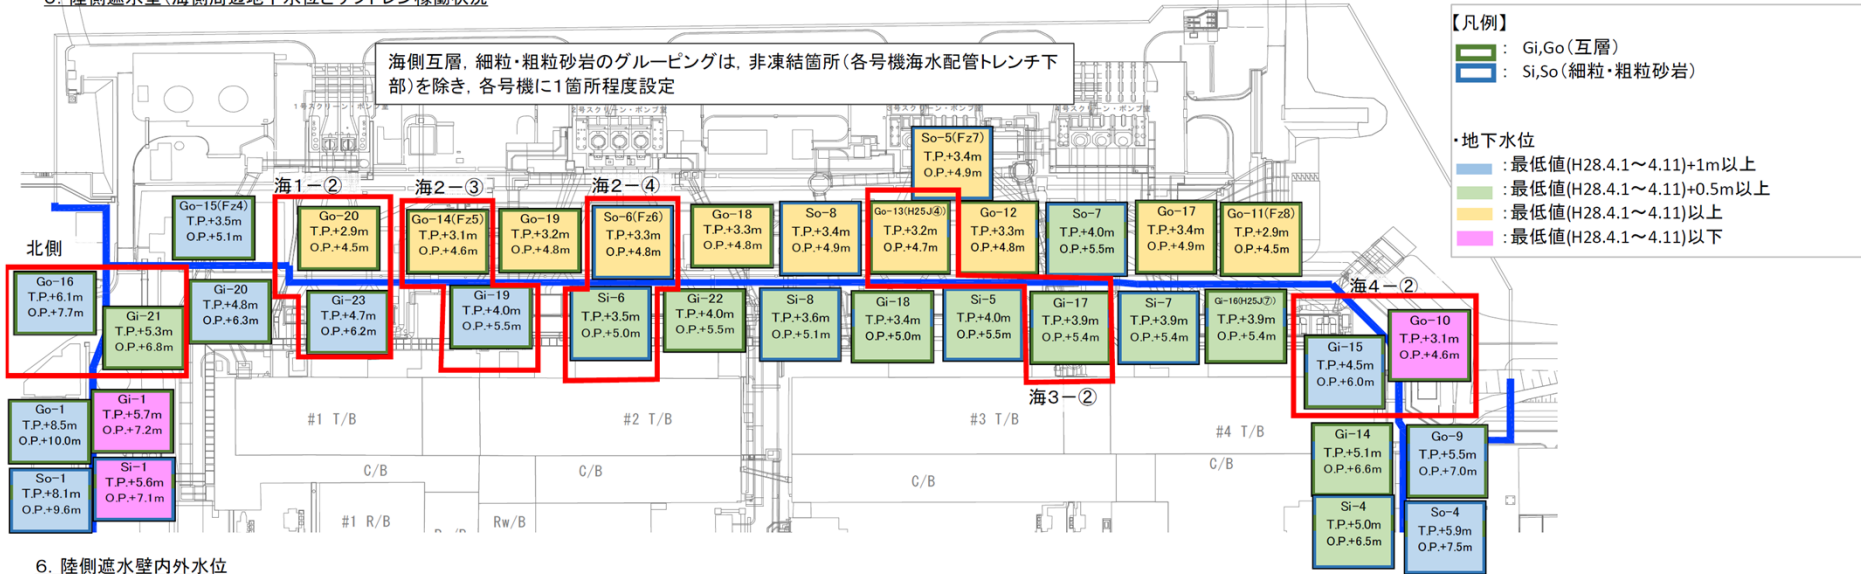 海側互層，細粒・粗粒砂岩のグルーピングは，非凍結箇所（各号機海水配管トレンチ下
部）を除き，各号機に１箇所程度設定
【凡例】
： Gi,Go（互層）
： Si,So（細粒・粗粒砂岩）
・地下水位
：最低値(H28.4.1～4.11)+1m以上
：最低値(H28.4.1～4.11)+0.5m以上
：最低値(H28.4.1～4.11)以上
：最低値(H28.4.1～4.11)以下
So-5(Fz7)
T.P.+3.4m
O.P.+4.9m
海1－②
海2－③
海2－④
Go-15(Fz4)
T.P.+3.5m
O.P.+5.1m
Go-20
T.P.+2.9m
O.P.+4.5m
Go-14(Fz5)
T.P.+3.1m
O.P.+4.6m
Go-19
T.P.+3.2m
O.P.+4.8m
So-6(Fz6)
T.P.+3.3m
O.P.+4.8m
Go-18
T.P.+3.3m
O.P.+4.8m
So-8
T.P.+3.4m
O.P.+4.9m
Go-13(H25J④)
T.P.+3.2m
O.P.+4.7m
Go-12
T.P.+3.3m
O.P.+4.8m
So-7
T.P.+4.0m
O.P.+5.5m
Go-17
T.P.+3.4m
O.P.+4.9m
Go-11(Fz8)
T.P.+2.9m
O.P.+4.5m
北側
Go-16
T.P.+6.1m
O.P.+7.7m
Gi-21
T.P.+5.3m
O.P.+6.8m
Gi-20
T.P.+4.8m
O.P.+6.3m
Gi-23
T.P.+4.7m
O.P.+6.2m
Gi-19
T.P.+4.0m
O.P.+5.5m
Si-6
T.P.+3.5m
O.P.+5.0m
Gi-22
T.P.+4.0m
O.P.+5.5m
Si-8
T.P.+3.6m
O.P.+5.1m
Gi-18
T.P.+3.4m
O.P.+5.0m
Si-5
T.P.+4.0m
O.P.+5.5m
Gi-17
T.P.+3.9m
O.P.+5.4m
海3－②
Si-7
T.P.+3.9m
O.P.+5.4m
Gi-16(H25J⑦)
T.P.+3.9m
O.P.+5.4m
海4－②
Gi-15
T.P.+4.5m
O.P.+6.0m
Go-10
T.P.+3.1m
O.P.+4.6m
Go-1
T.P.+8.5m
O.P.+10.0m
Gi-1
T.P.+5.7m
O.P.+7.2m
So-1
T.P.+8.1m
O.P.+9.6m
Si-1
T.P.+5.6m
O.P.+7.1m
#1 T/B
#2 T/B
#3 T/B
#4 T/B
C/B
C/B
C/B
C/B
#1 R/B
Rw/B
Gi-14
T.P.+5.1m
O.P.+6.6m
Go-9
T.P.+5.5m
O.P.+7.0m
Si-4
T.P.+5.0m
O.P.+6.5m
So-4
T.P.+5.9m
O.P.+7.5m
6．陸側遮水壁内外水位